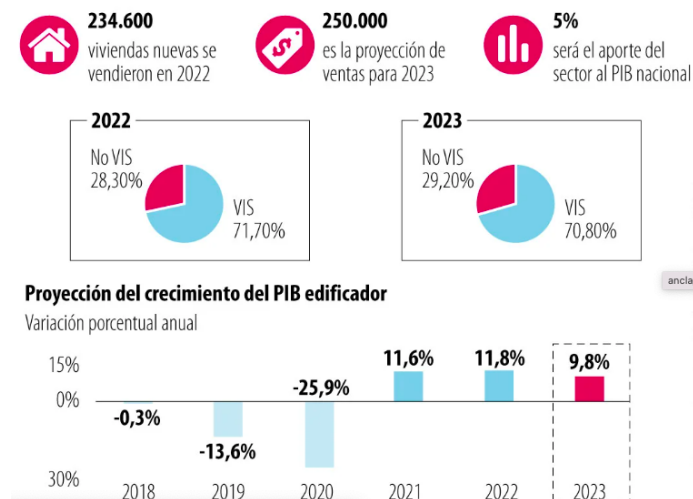 234.600
viviendas nuevas se
vendieron en 2022
250.000
es la proyección de
ventas para 2023
5%
será el aporte del
sector al PIB nacional
2022
No VIS
28,30%
VIS
71,70%
2023
No VIS
29,20%
VIS
70,80%
ancla
Proyección del crecimiento del PIB edificador
Variación porcentual anual
15%
0%
30%
-0,3%
-13,6%
-25,9%
11,6%
11,8%
9,8%
2018
2019
2020
2021
2022
2023